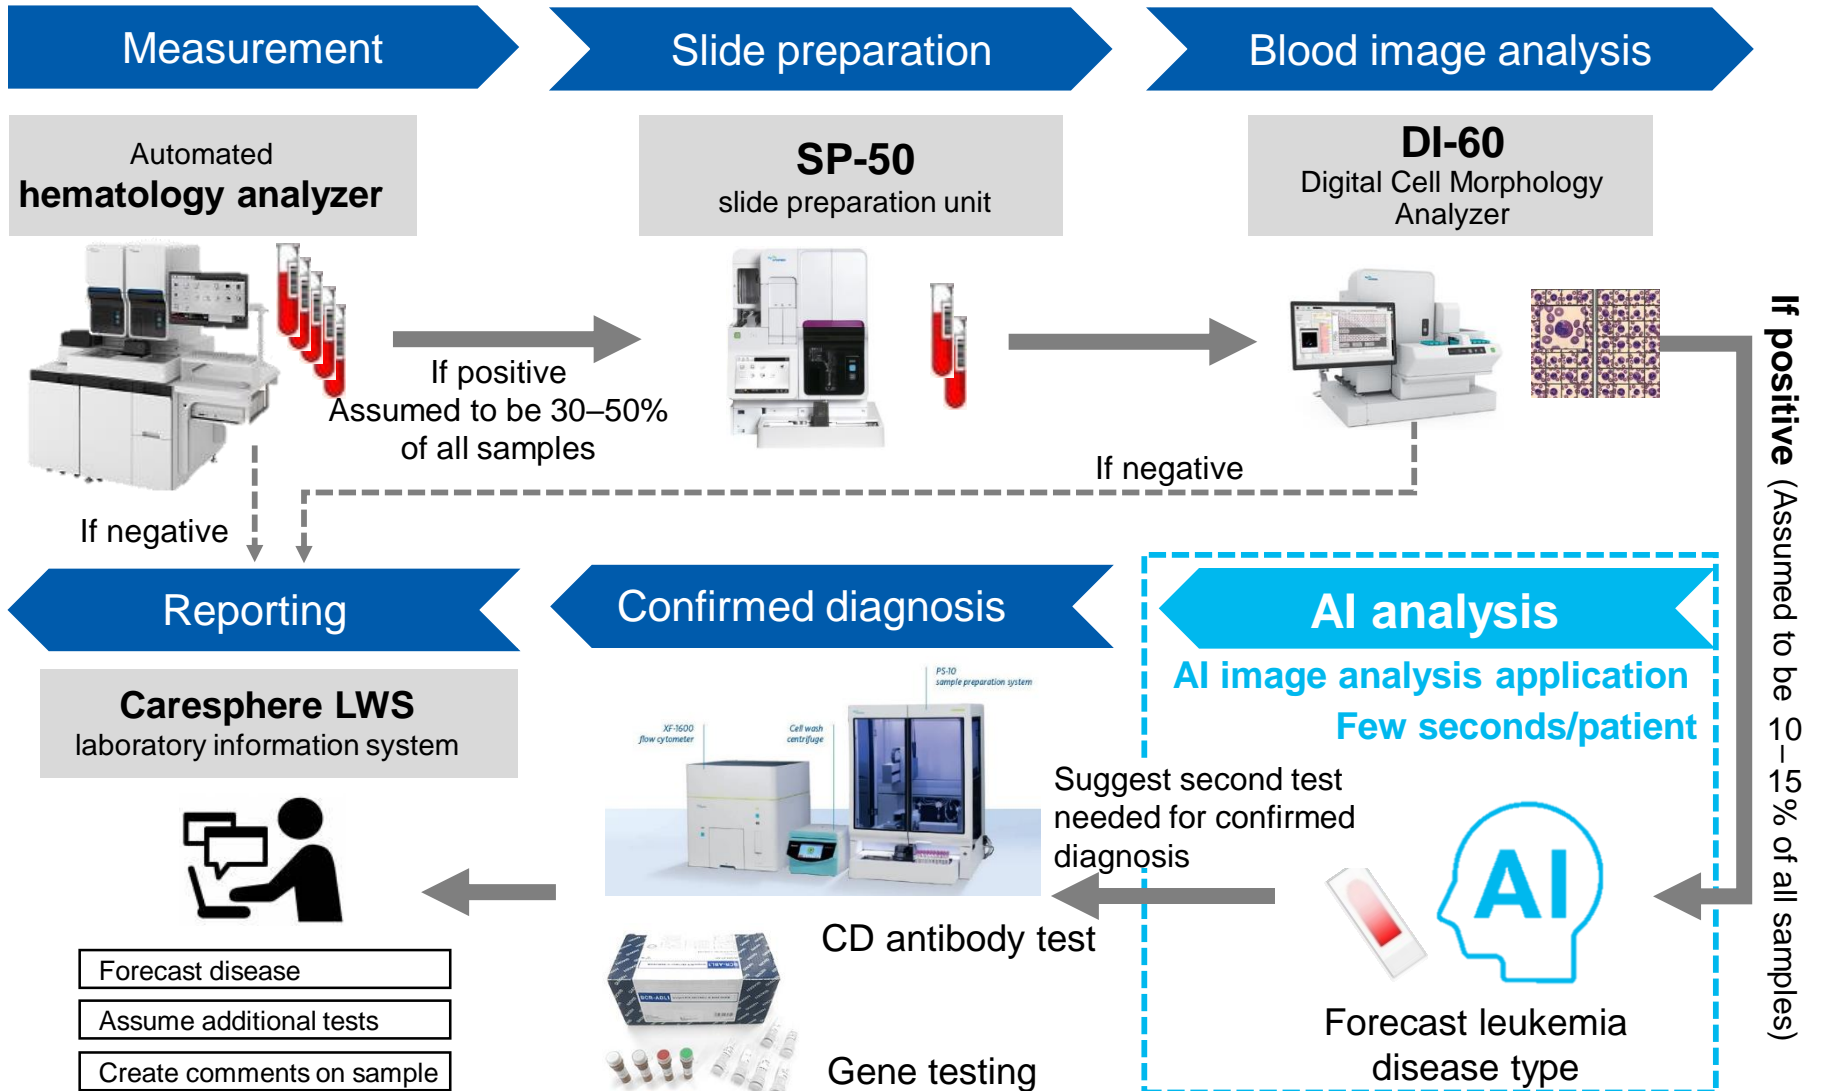 Measurement
Slide preparation
Blood image analysis
Automated
hematology analyzer
SP-50
slide preparation unit
DI-60
Digital Cell Morphology
Analyzer
If positive
Assumed to be 30–50%
of all samples
If negative
If negative
If positive (Assumed to be 10–15% of all samples)
Reporting
Confirmed diagnosis
AI analysis
AI image analysis application
Few seconds/patient
Caresphere LWS
laboratory information system
PS-10
sample preparation system
XF-1600
flow cytometer
Cell wash
centrifuge
Suggest second test
needed for confirmed
diagnosis
AI
CD antibody test
Forecast disease
Assume additional tests
Create comments on sample
BCR-ABL1
Gene testing
Forecast leukemia
disease type